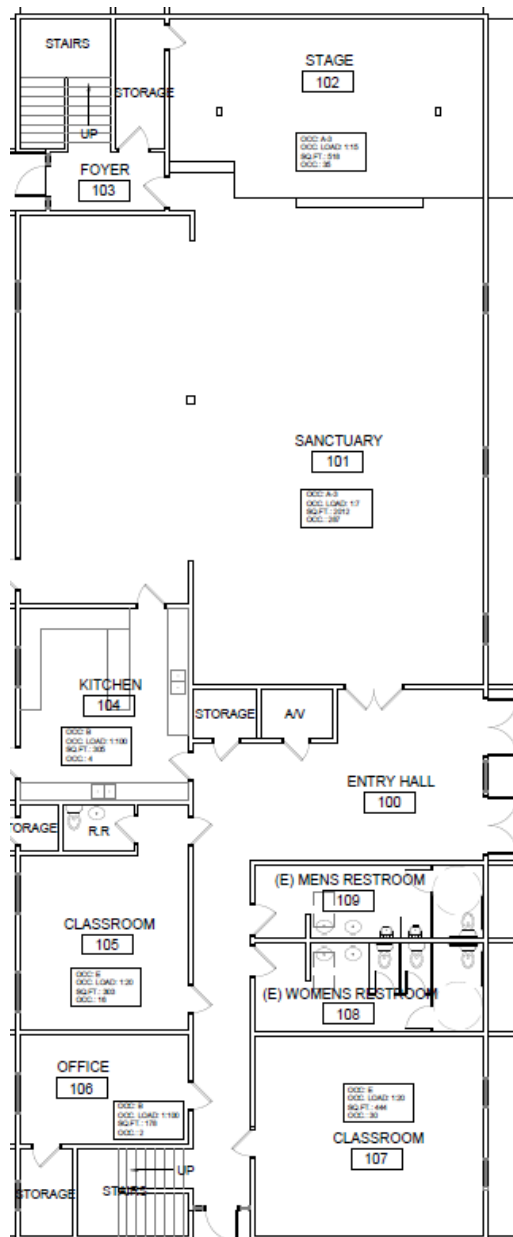 STAIRS
UP
STORAGE
STAGE
102
OCC: A-3
OCC. LOAD: 1:15
SQ.FT. : 518
OCC. : 35
FOYER
103
SANCTUARY
101
OCC: A-3
OCC. LOAD: 1:7
SQ.FT. : 2012
OCC. : 287
KITCHEN
104
OCC: B
OCC. LOAD: 1:100
SQ.FT. : 305
OCC. : 4
STORAGE
A/V
ENTRY HALL
100
TORAGE
R.R
CLASSROOM
105
OCC: E
OCC. LOAD: 1:20
SQ.FT. : 303
OCC. : 16
(E) MENS RESTROOM
109
(E) WOMENS RESTROOM
108
OFFICE
106
OCC: B
OCC. LOAD: 1:100
SQ.FT. : 178
OCC. : 2
OCC: E
OCC. LOAD: 1:20
SQ.FT. : 444
OCC. : 30
CLASSROOM
107
STORAGE
STAIRS
UP